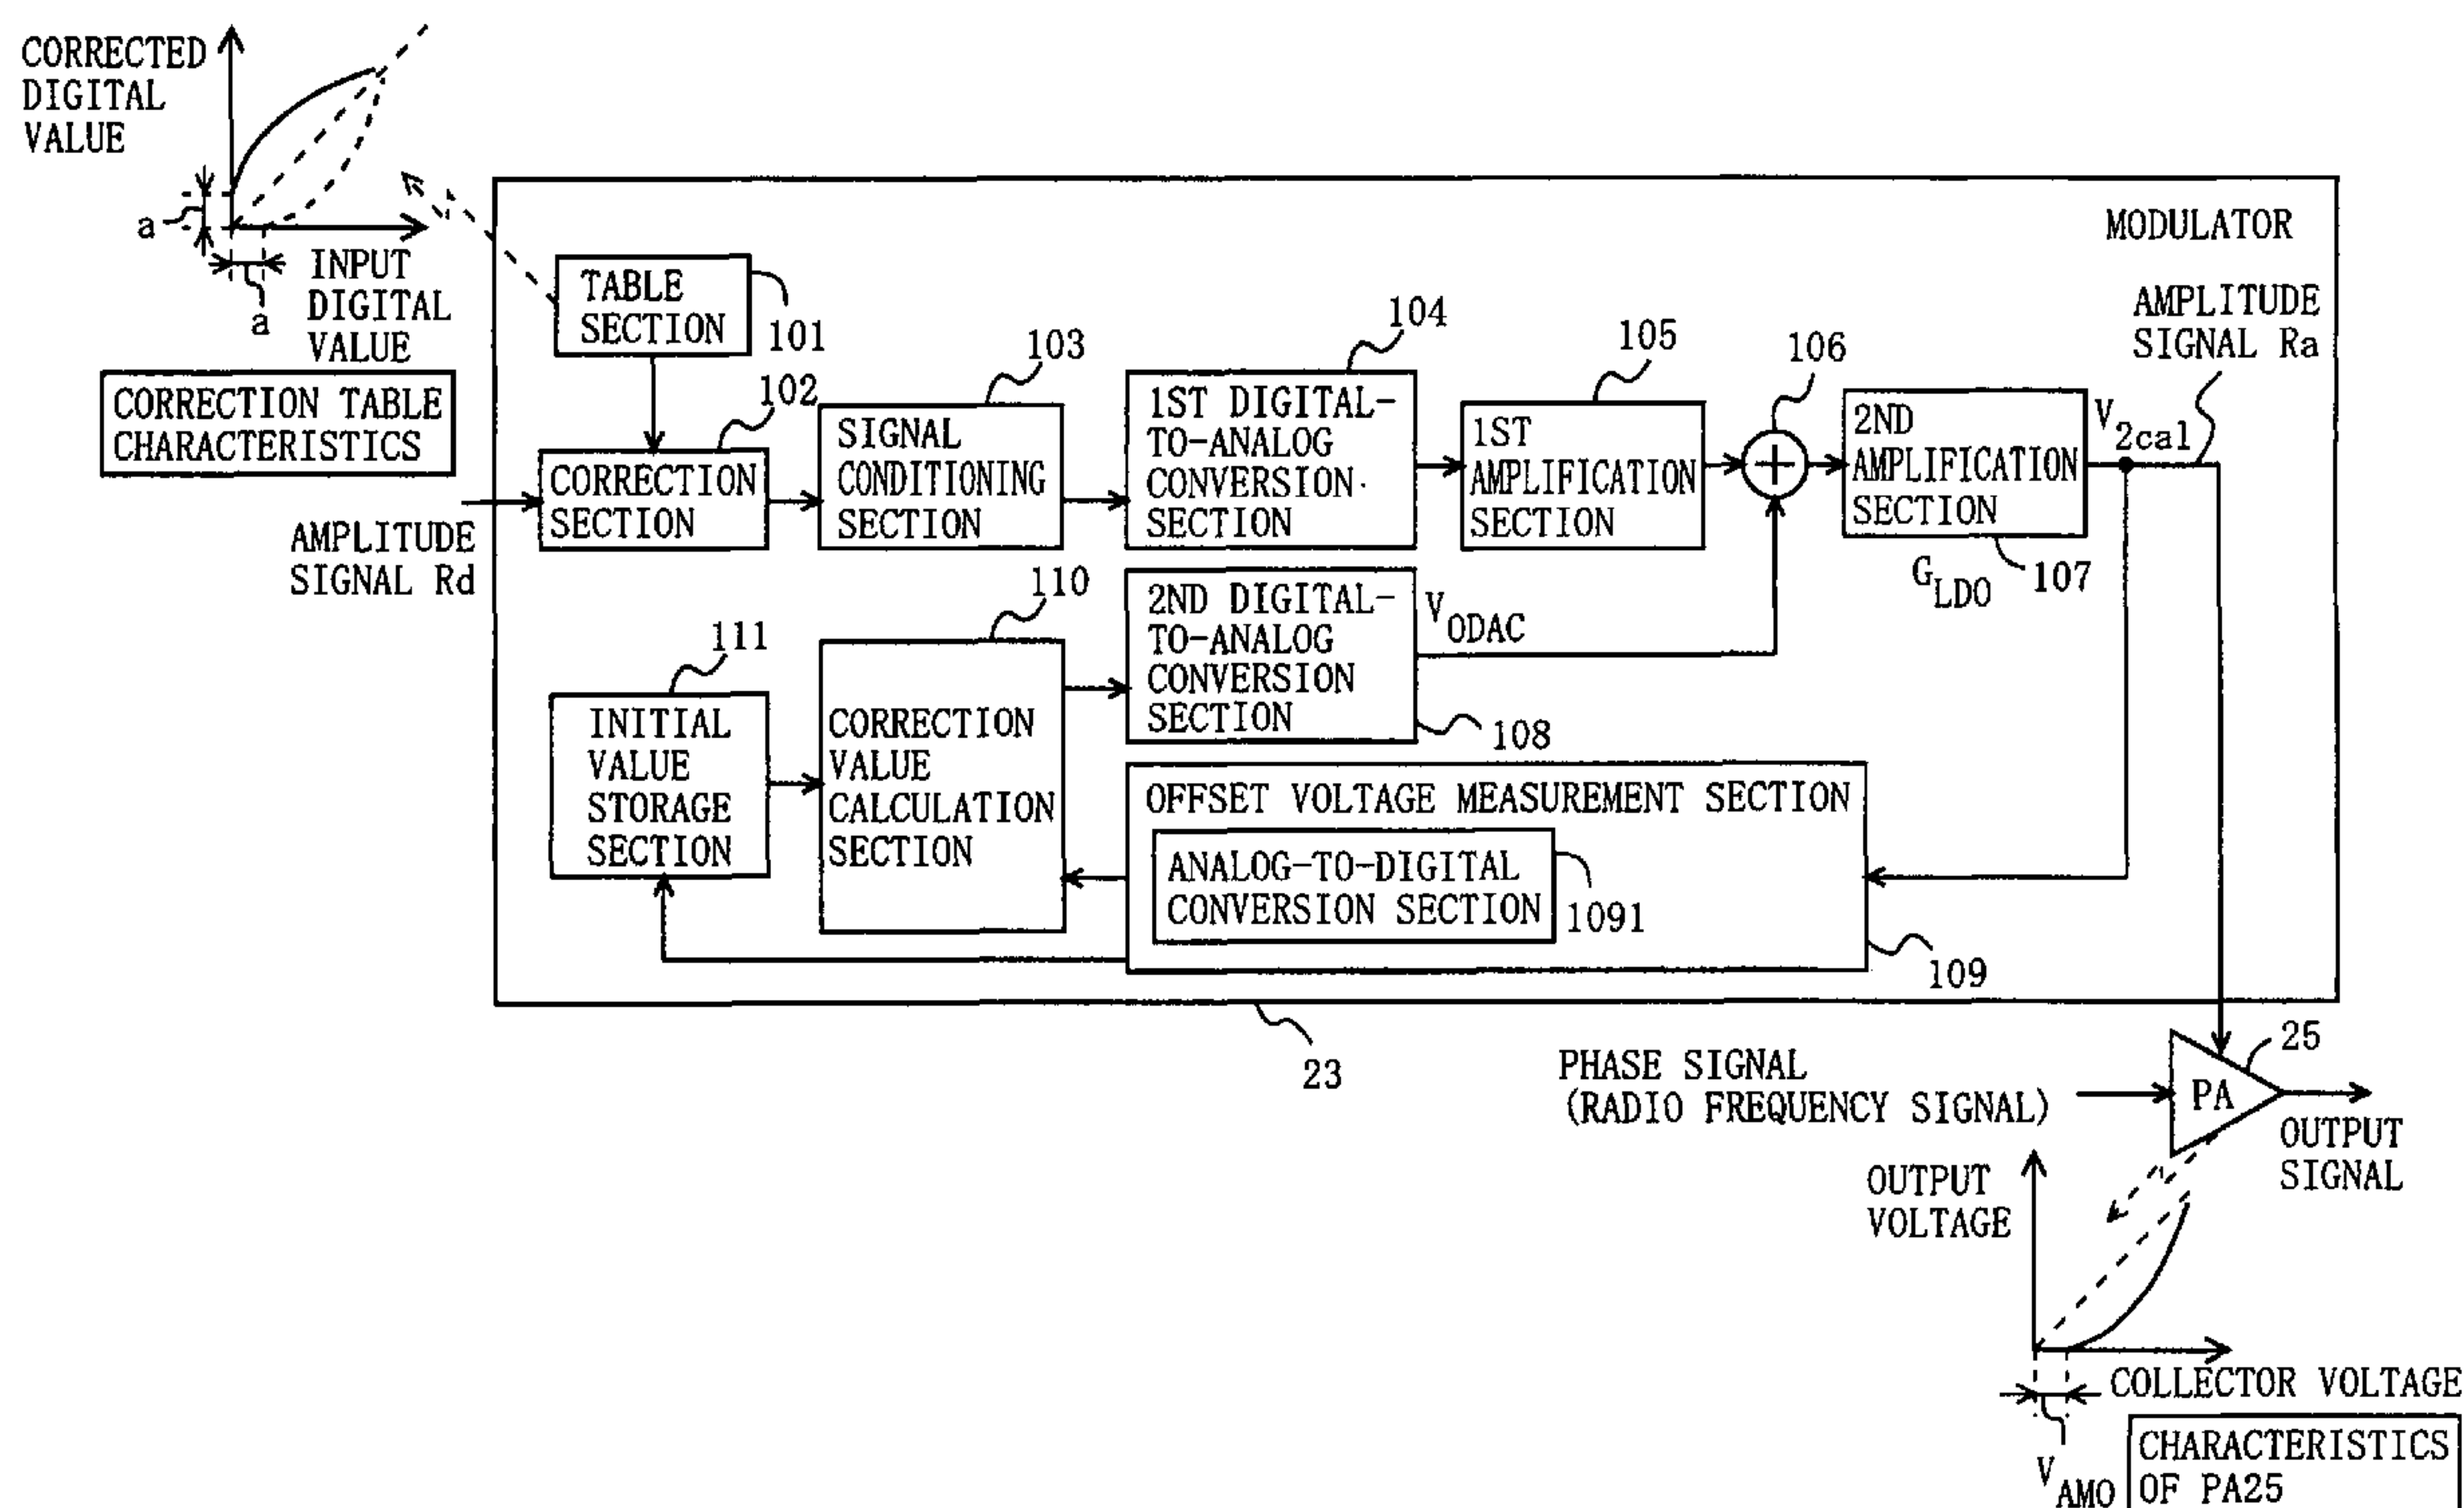 CORRECTED
DIGITAL
VALUE
a
a
INPUT
DIGITAL
VALUE
CORRECTION TABLE
CHARACTERISTICS
MODULATOR
TABLE
SECTION
101
102
CORRECTION
SECTION
AMPLITUDE
SIGNAL Rd
103
SIGNAL
CONDITIONING
SECTION
104
1ST DIGITAL-
TO-ANALOG
CONVERSION
SECTION
105
1ST
AMPLIFICATION
SECTION
106
2ND
AMPLIFICATION
SECTION
107
GLDO
V2cal
AMPLITUDE
SIGNAL Ra
110
CORRECTION
VALUE
CALCULATION
SECTION
2ND DIGITAL-
TO-ANALOG
CONVERSION
SECTION
108
VODAC
111
INITIAL
VALUE
STORAGE
SECTION
OFFSET VOLTAGE MEASUREMENT SECTION
ANALOG-TO-DIGITAL
CONVERSION SECTION
1091
109
23
PHASE SIGNAL
(RADIO FREQUENCY SIGNAL)
25
PA
OUTPUT
SIGNAL
OUTPUT
VOLTAGE
COLLECTOR VOLTAGE
VAMO
CHARACTERISTICS
OF PA25